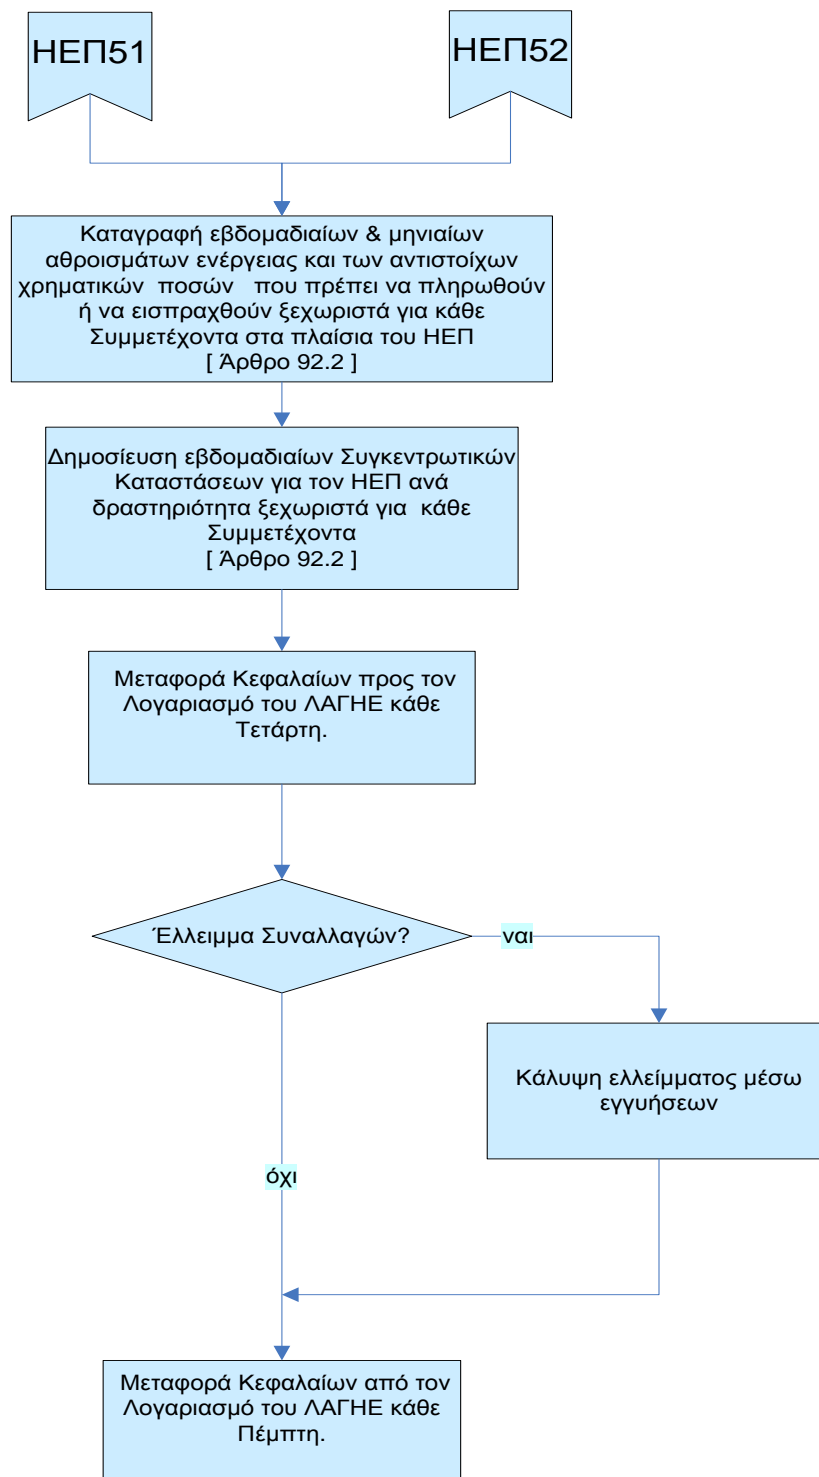 ΗΕΠ51
ΗΕΠ52
Καταγραφή εβδομαδιαίων & μηνιαίων
αθροισμάτων ενέργειας και των αντιστοίχων
χρηματικών ποσών που πρέπει να πληρωθούν
ή να εισπραχθούν ξεχωριστά για κάθε
Συμμετέχοντα στα πλαίσια του ΗΕΠ
[ Άρθρο 92.2 ]
Δημοσίευση εβδομαδιαίων Συγκεντρωτικών
Καταστάσεων για τον ΗΕΠ ανά
δραστηριότητα ξεχωριστά για κάθε
Συμμετέχοντα
[ Άρθρο 92.2 ]
Μεταφορά Κεφαλαίων προς τον
Λογαριασμό του ΛΑΓΗΕ κάθε
Τετάρτη.
Έλλειμμα Συναλλαγών?
ναι
Κάλυψη ελλείμματος μέσω
εγγυήσεων
όχι
Μεταφορά Κεφαλαίων από τον
Λογαριασμό του ΛΑΓΗΕ κάθε
Πέμπτη.